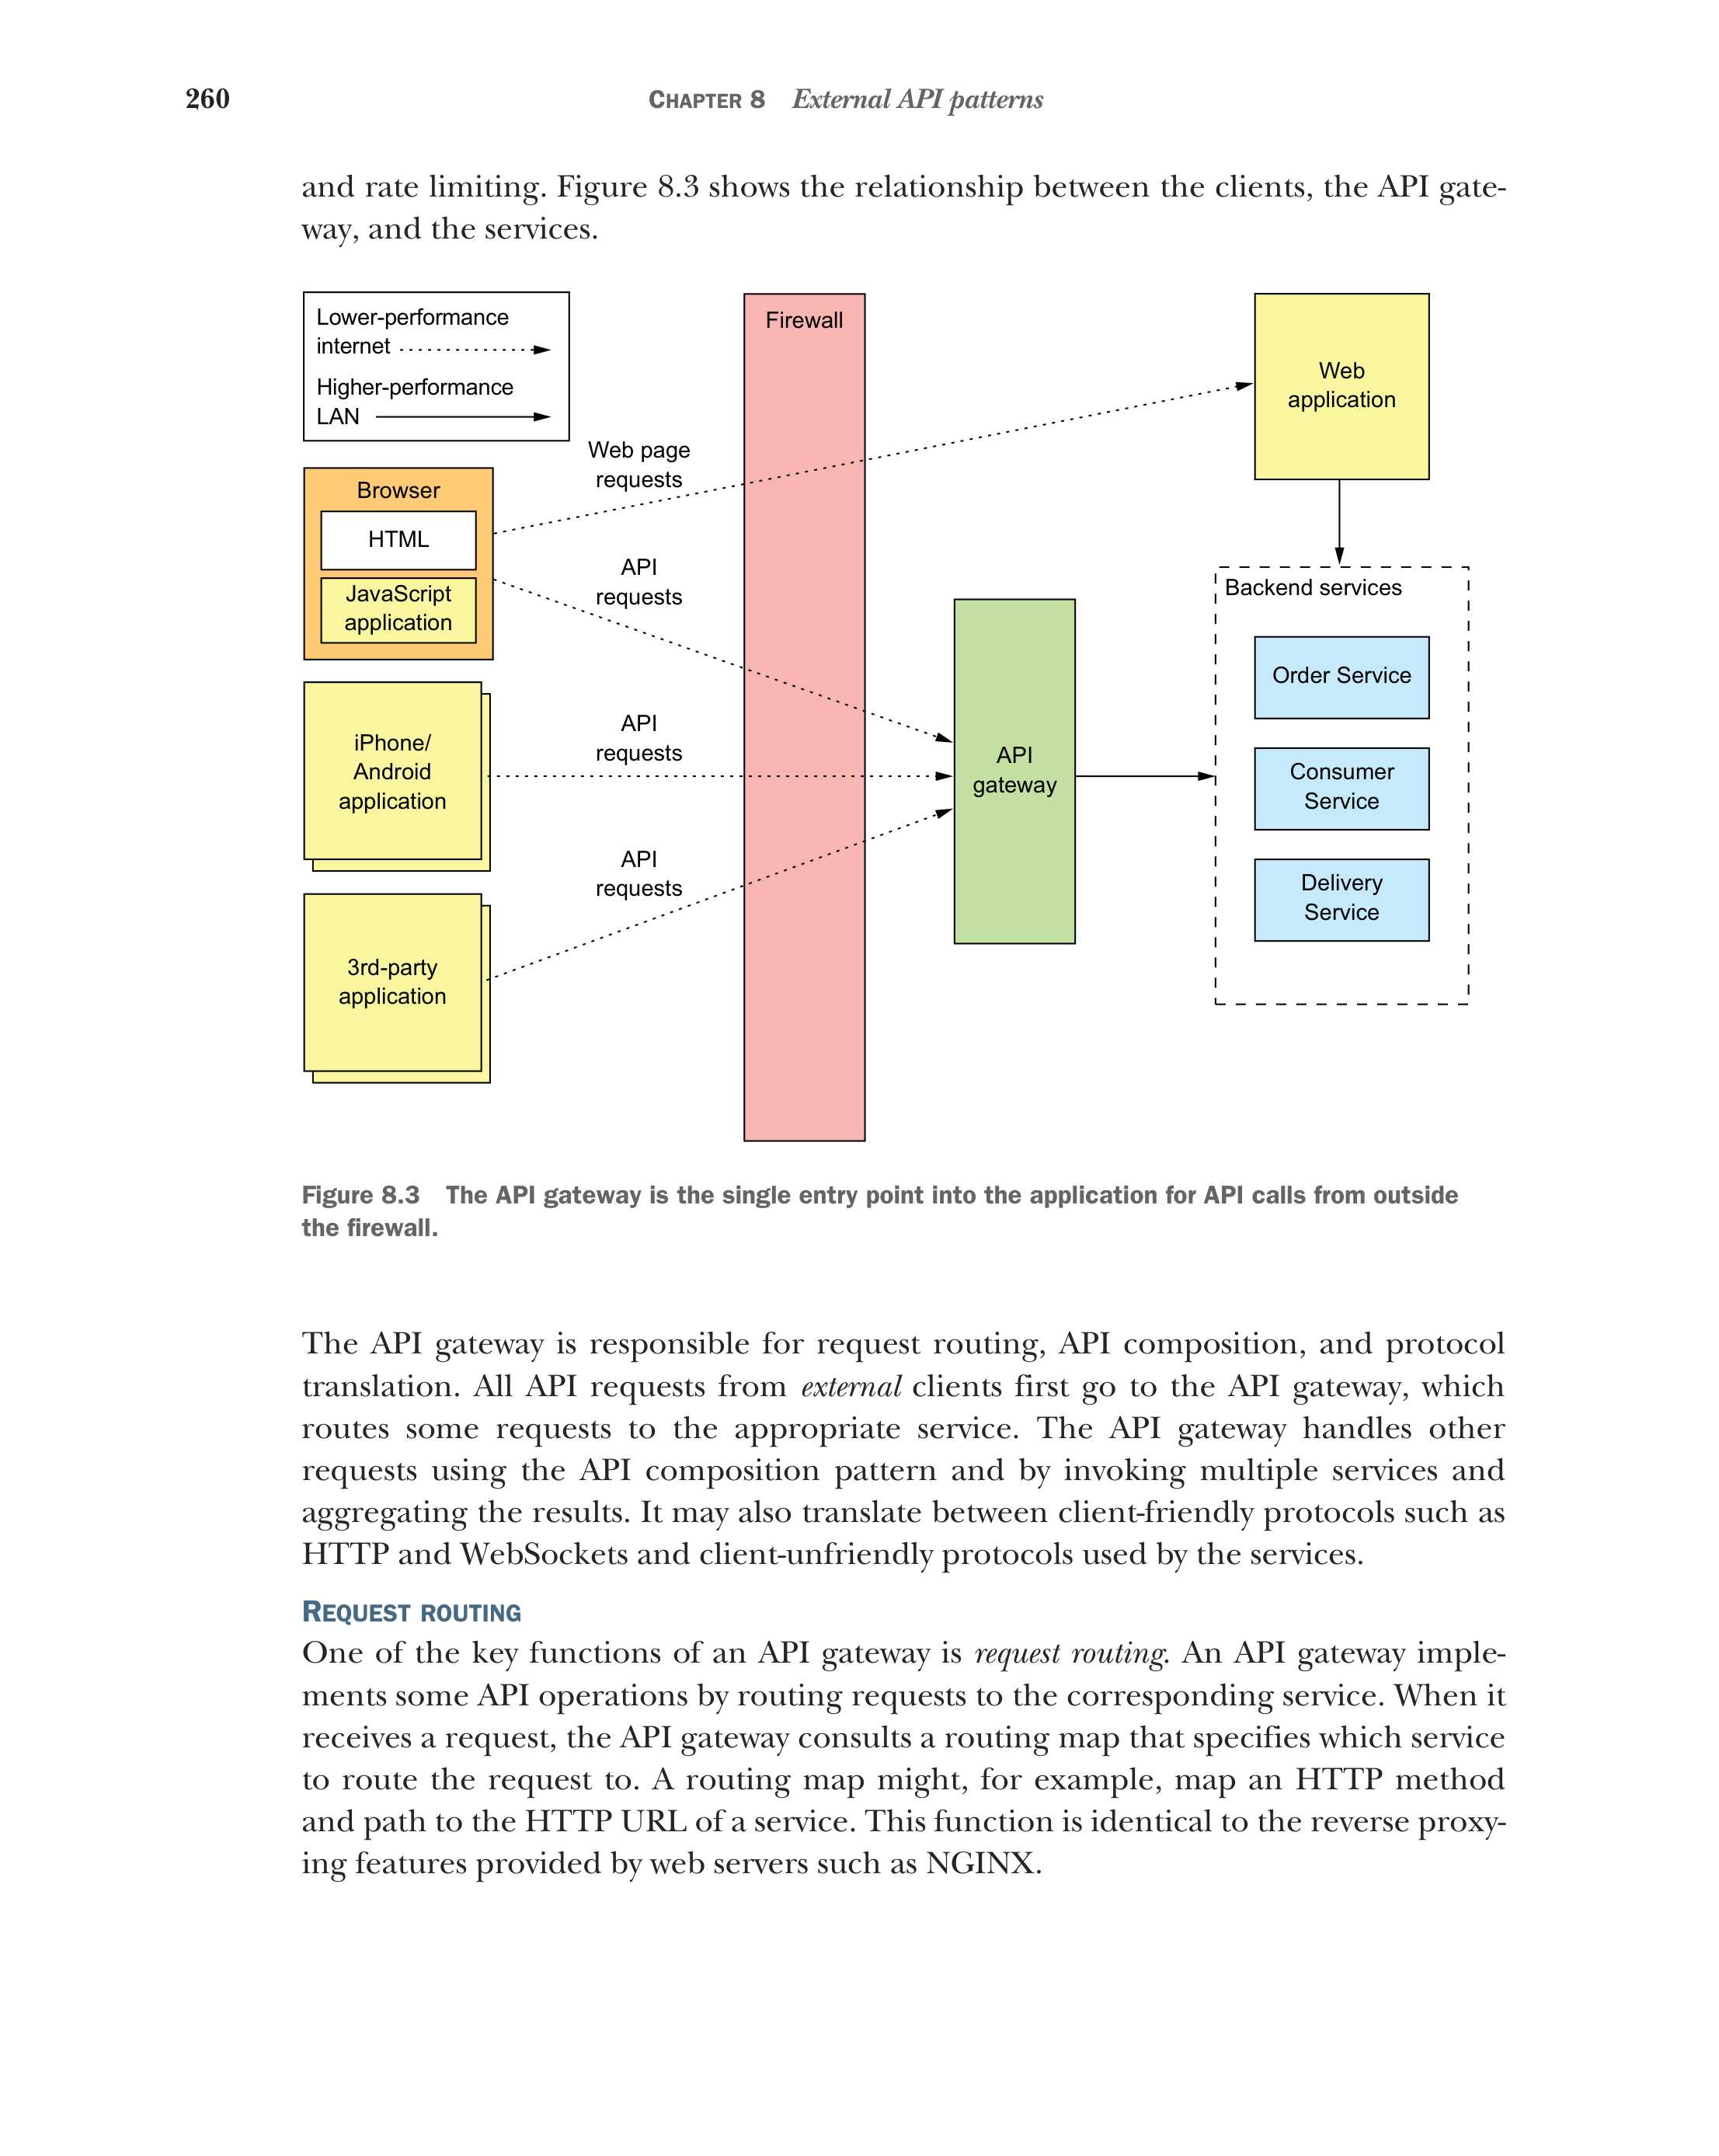 260
CHAPTER 8 External API patterns
and rate limiting. Figure 8.3 shows the relationship between the clients, the API gate-
way, and the services.
Lower-performance
internet
Higher-performance
LAN
Firewall
Web
application
Web page
requests
Browser
HTML
JavaScript
application
API
requests
Backend services
Order Service
iPhone/
Android
application
API
requests
API
gateway
Consumer
Service
API
requests
Delivery
Service
3rd-party
application
Figure 8.3 The API gateway is the single entry point into the application for API calls from outside
the firewall.
The API gateway is responsible for request routing, API composition, and protocol
translation. All API requests from external clients first go to the API gateway, which
routes some requests to the appropriate service. The API gateway handles other
requests using the API composition pattern and by invoking multiple services and
aggregating the results. It may also translate between client-friendly protocols such as
HTTP and WebSockets and client-unfriendly protocols used by the services.
REQUEST ROUTING
One of the key functions of an API gateway is request routing. An API gateway imple-
ments some API operations by routing requests to the corresponding service. When it
receives a request, the API gateway consults a routing map that specifies which service
to route the request to. A routing map might, for example, map an HTTP method
and path to the HTTP URL of a service. This function is identical to the reverse proxy-
ing features provided by web servers such as NGINX.